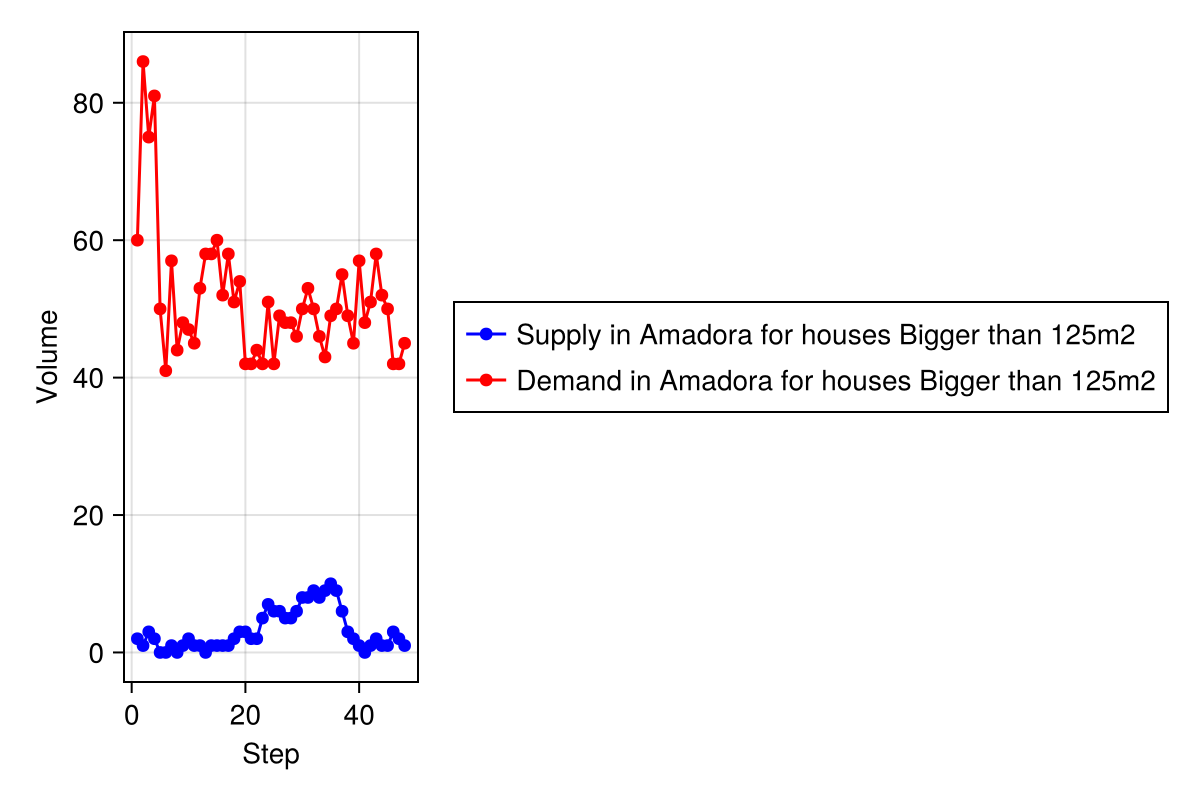 Volume
80
60
40
20
0
0 20 40
Step
Supply in Amadora for houses Bigger than 125m2
Demand in Amadora for houses Bigger than 125m2